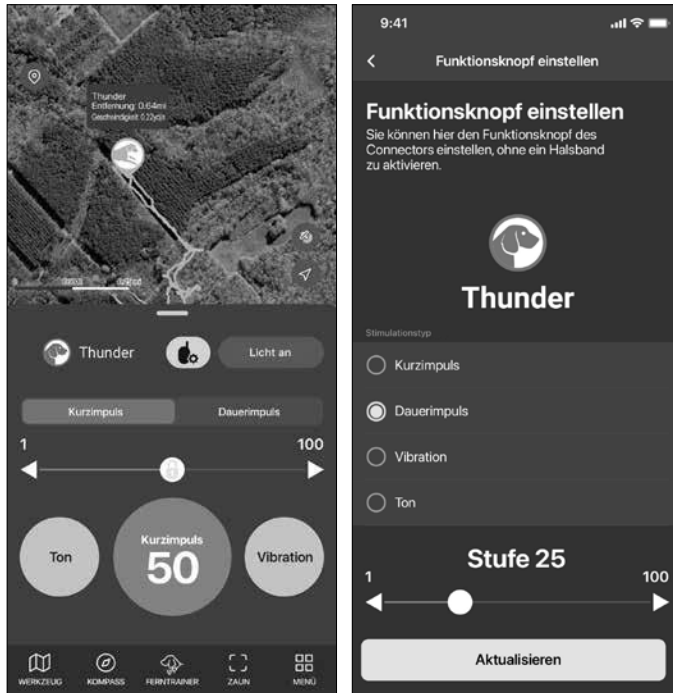 Thunder
Entfernung: 0.64mi
Geschwindigkeit: 0.22yd/s
Thunder
Licht an
Kurzimpuls
Dauerimpuls
1
100
Ton
Kurzimpuls
50
Vibration
WERKZEUG
KOMPASS
FERNTRAINER
ZAUN
MENÜ
9:41
Funktionsknopf einstellen
Funktionsknopf einstellen
Sie können hier den Funktionsknopf des
Connectors einstellen, ohne ein Halsband
zu aktivieren.
Thunder
Stimulationstyp
Kurzimpuls
Dauerimpuls
Vibration
Ton
Stufe 25
1
100
Aktualisieren